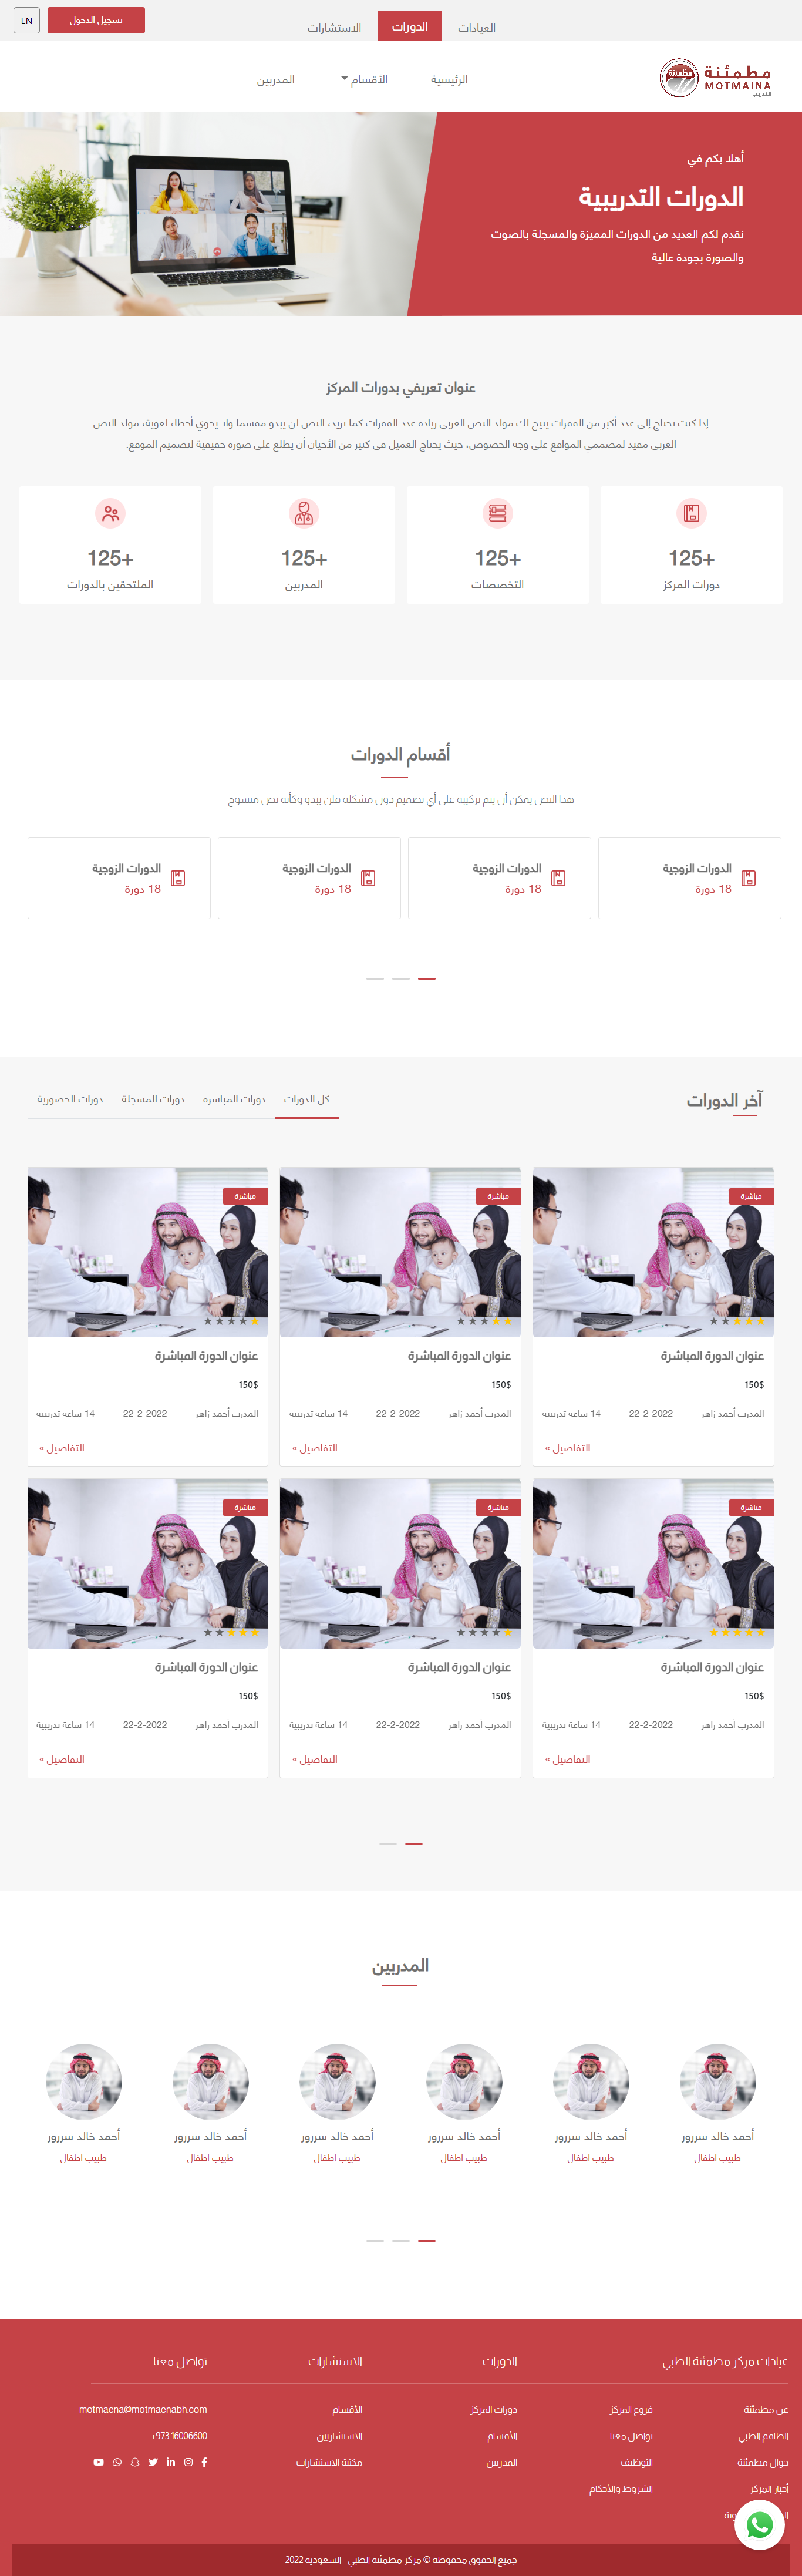 العيادات
الدورات
الاستشارات
تسجيل الدخول
EN
مطمئنة
MOTMAINA
التدريب
الرئيسية
الأقسام
المدربين
أهلا بكم في
الدورات التدريبية
نقدم لكم العديد من الدورات المميزة والمسجلة بالصوت
والصورة بجودة عالية
عنوان تعريفي بدورات المركز
إذا كنت تحتاج إلى عدد أكبر من الفقرات يتيح لك مولد النص العربى زيادة عدد الفقرات كما تريد، النص لن يبدو مقسما ولا يحوي أخطاء لغوية، مولد النص
العربى مفيد لمصممي المواقع على وجه الخصوص، حيث يحتاج العميل فى كثير من الأحيان أن يطلع على صورة حقيقية لتصميم الموقع.
125+
دورات المركز
125+
التخصصات
125+
المدربين
125+
الملتحقين بالدورات
أقسام الدورات
هذا النص يمكن أن يتم تركيبه على أي تصميم دون مشكلة فلن يبدو وكأنه نص منسوخ
الدورات الزوجية
18 دورة
الدورات الزوجية
18 دورة
الدورات الزوجية
18 دورة
الدورات الزوجية
18 دورة
آخر الدورات
كل الدورات
دورات المباشرة
دورات المسجلة
دورات الحضورية
مباشرة
عنوان الدورة المباشرة
150$
المدرب أحمد زاهر
22-2-2022
14 ساعة تدريبية
التفاصيل »
مباشرة
عنوان الدورة المباشرة
150$
المدرب أحمد زاهر
22-2-2022
14 ساعة تدريبية
التفاصيل »
مباشرة
عنوان الدورة المباشرة
150$
المدرب أحمد زاهر
22-2-2022
14 ساعة تدريبية
التفاصيل »
مباشرة
عنوان الدورة المباشرة
150$
المدرب أحمد زاهر
22-2-2022
14 ساعة تدريبية
التفاصيل »
مباشرة
عنوان الدورة المباشرة
150$
المدرب أحمد زاهر
22-2-2022
14 ساعة تدريبية
التفاصيل »
مباشرة
عنوان الدورة المباشرة
150$
المدرب أحمد زاهر
22-2-2022
14 ساعة تدريبية
التفاصيل »
المدربين
أحمد خالد سررور
طبيب اطفال
أحمد خالد سررور
طبيب اطفال
أحمد خالد سررور
طبيب اطفال
أحمد خالد سررور
طبيب اطفال
أحمد خالد سررور
طبيب اطفال
أحمد خالد سررور
طبيب اطفال
عيادات مركز مطمئنة الطبي
عن مطمئنة
الطاقم الطبي
جوال مطمئنة
أخبار المركز
فروع المركز
تواصل معنا
التوظيف
الشروط والأحكام
الدورات
دورات المركز
الأقسام
المدربين
الاستشارات
الأقسام
الاستشاريين
مكتبة الاستشارات
تواصل معنا
motmaena@motmaenabh.com
+97316006600
جميع الحقوق محفوظة © مركز مطمئنة الطبي - السعودية 2022